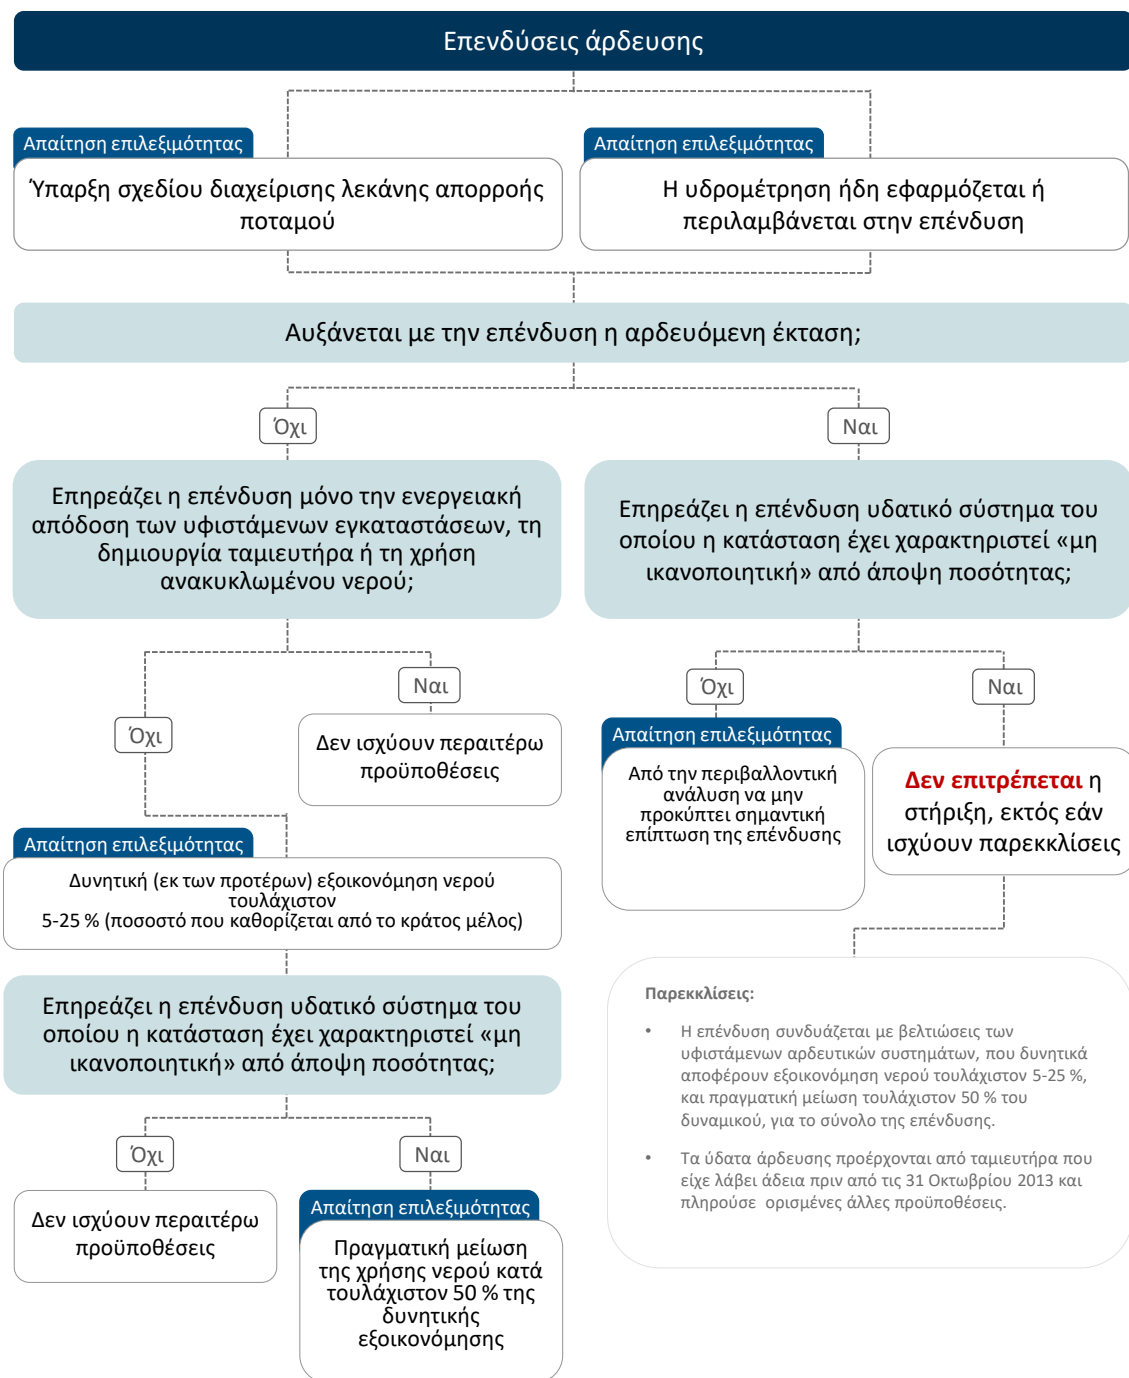 Επενδύσεις άρδευσης
Απαίτηση επιλεξιμότητας
Ύπαρξη σχεδίου διαχείρισης λεκάνης απορροής
ποταμού
Απαίτηση επιλεξιμότητας
Η υδρομέτρηση ήδη εφαρμόζεται ή
περιλαμβάνεται στην επένδυση
Αυξάνεται με την επένδυση η αρδευόμενη έκταση;
Όχι
Ναι
Επηρεάζει η επένδυση μόνο την ενεργειακή
απόδοση των υφιστάμενων εγκαταστάσεων, τη
δημιουργία ταμιευτήρα ή τη χρήση
ανακυκλωμένου νερού;
Επηρεάζει η επένδυση υδατικό σύστημα του
οποίου η κατάσταση έχει χαρακτηριστεί «μη
ικανοποιητική» από άποψη ποσότητας;
Όχι
Ναι
Δεν ισχύουν περαιτέρω
προϋποθέσεις
Όχι
Ναι
Απαίτηση επιλεξιμότητας
Από την περιβαλλοντική
ανάλυση να μην
προκύπτει σημαντική
επίπτωση της επένδυσης
Δεν επιτρέπεται η
στήριξη, εκτός εάν
ισχύουν παρεκκλίσεις
Απαίτηση επιλεξιμότητας
Δυνητική (εκ των προτέρων) εξοικονόμηση νερού
τουλάχιστον
5-25 % (ποσοστό που καθορίζεται από το κράτος μέλος)
Επηρεάζει η επένδυση υδατικό σύστημα του
οποίου η κατάσταση έχει χαρακτηριστεί «μη
ικανοποιητική» από άποψη ποσότητας;
Όχι
Ναι
Δεν ισχύουν περαιτέρω
προϋποθέσεις
Απαίτηση επιλεξιμότητας
Πραγματική μείωση
της χρήσης νερού κατά
τουλάχιστον 50 % της
δυνητικής
εξοικονόμησης
Παρεκκλίσεις:
• Η επένδυση συνδυάζεται με βελτιώσεις των
υφιστάμενων αρδευτικών συστημάτων, που δυνητικά
αποφέρουν εξοικονόμηση νερού τουλάχιστον 5-25 %,
και πραγματική μείωση τουλάχιστον 50 % του
δυναμικού, για το σύνολο της επένδυσης.
• Τα ύδατα άρδευσης προέρχονται από ταμιευτήρα που
είχε λάβει άδεια πριν από τις 31 Οκτωβρίου 2013 και
πληρούσε ορισμένες άλλες προϋποθέσεις.